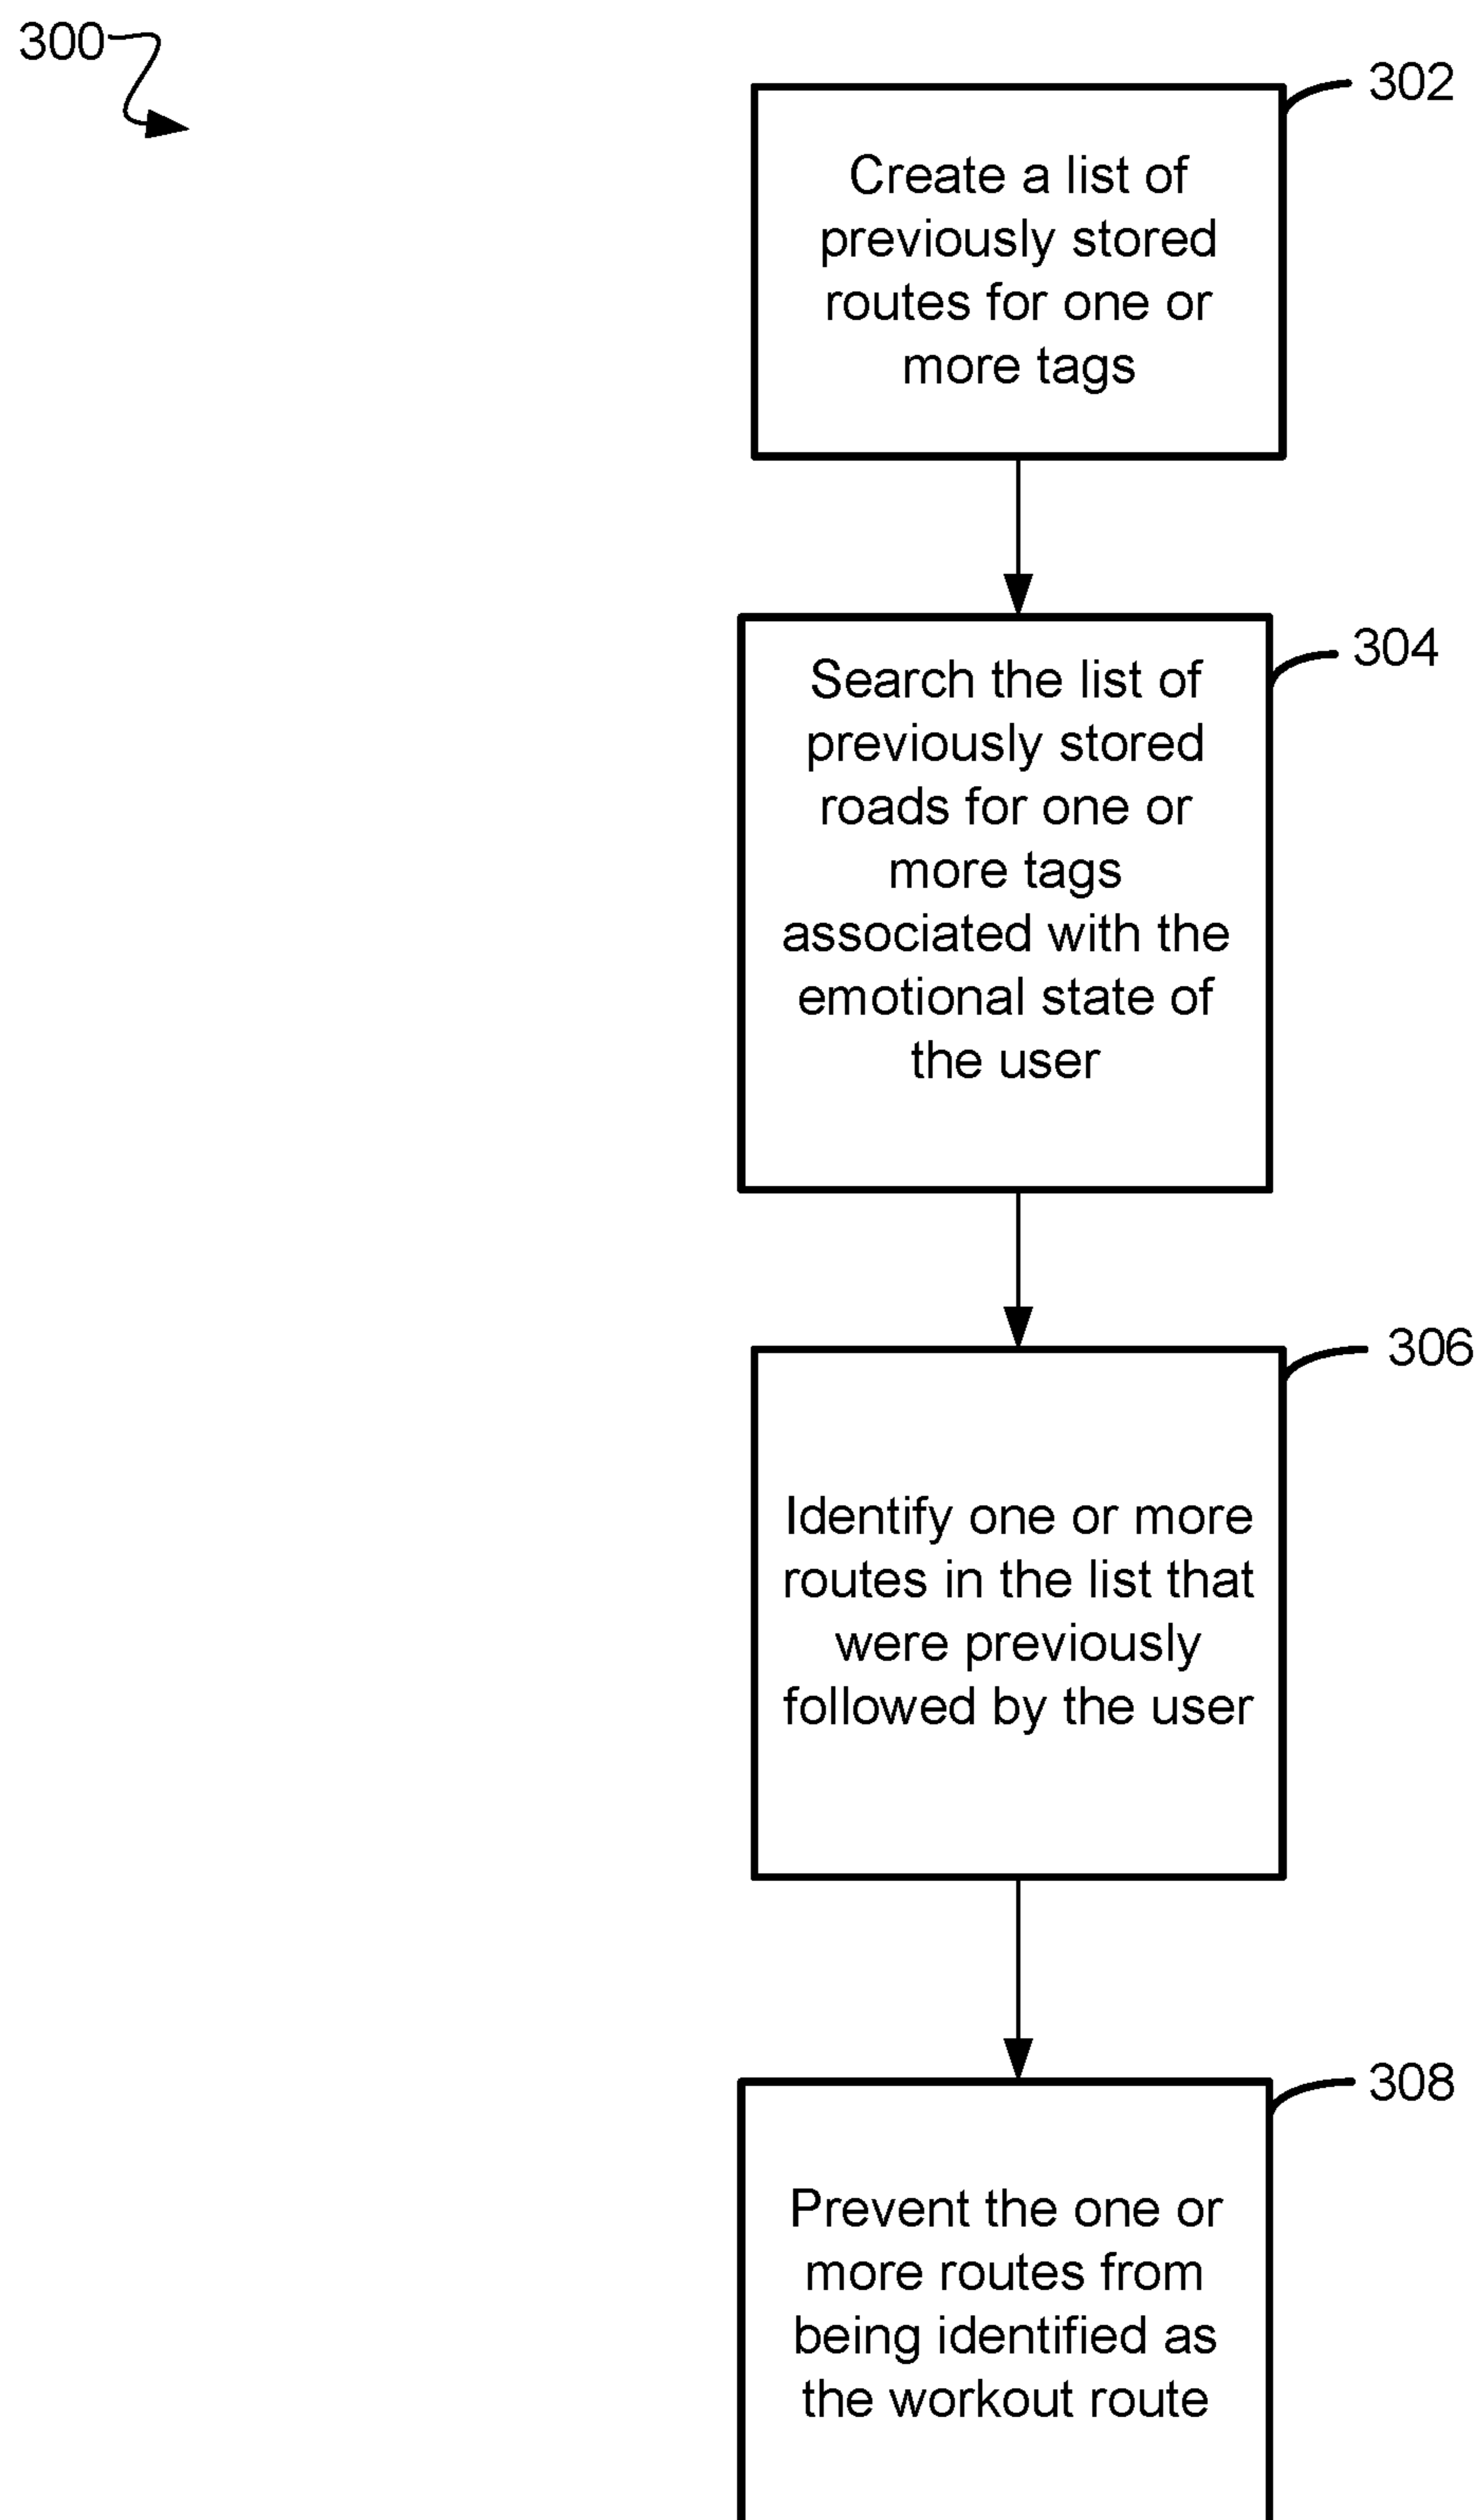 300
302
Create a list of
previously stored
routes for one or
more tags
304
Search the list of
previously stored
roads for one or
more tags
associated with the
emotional state of
the user
306
Identify one or more
routes in the list that
were previously
followed by the user
308
Prevent the one or
more routes from
being identified as
the workout route